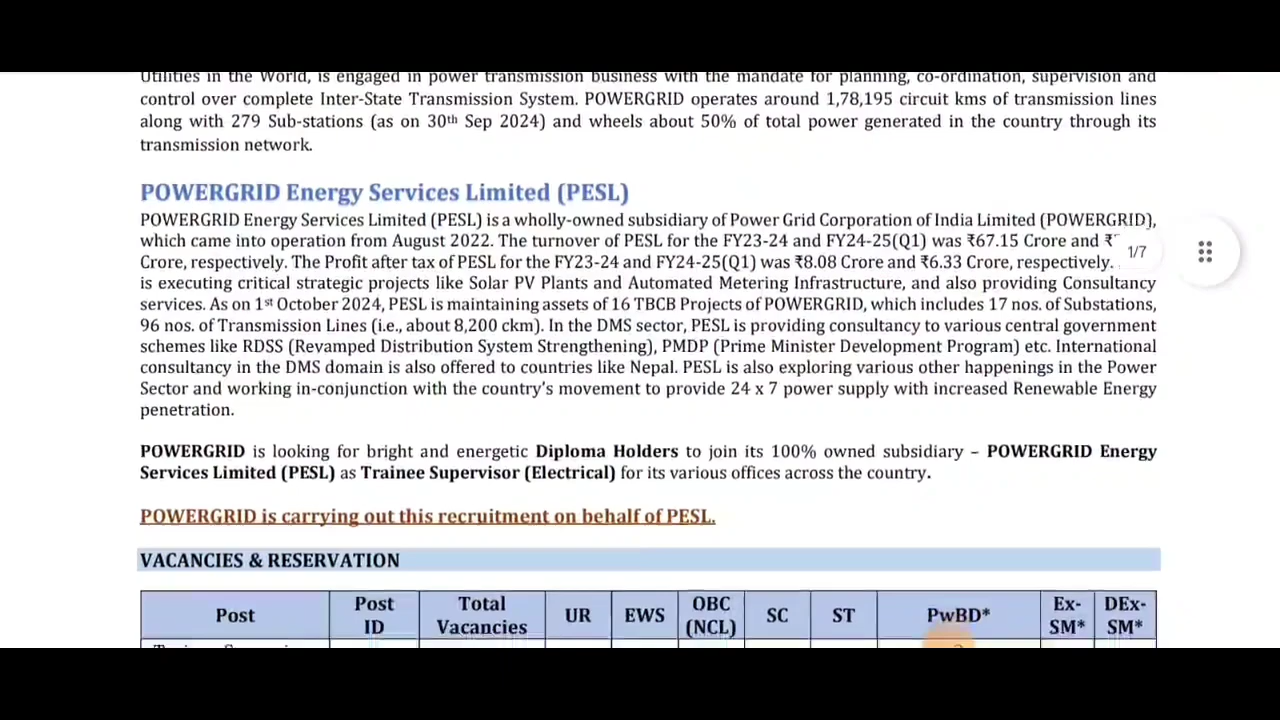 Utilities in the World, is engaged in power transmission business with the mandate for planning, co-ordination, supervision and
control over complete Inter-State Transmission System. POWERGRID operates around 1,78,195 circuit kms of transmission lines
along with 279 Sub-stations (as on 30th Sep 2024) and wheels about 50% of total power generated in the country through its
transmission network.
POWERGRID Energy Services Limited (PESL)
POWERGRID Energy Services Limited (PESL) is a wholly-owned subsidiary of Power Grid Corporation of India Limited (POWERGRID),
which came into operation from August 2022. The turnover of PESL for the FY23-24 and FY24-25(Q1) was ₹67.15 Crore and ₹
1/7
Crore, respectively. The Profit after tax of PESL for the FY23-24 and FY24-25(Q1) was ₹8.08 Crore and ₹6.33 Crore, respectively.
is executing critical strategic projects like Solar PV Plants and Automated Metering Infrastructure, and also providing Consultancy
services. As on 1st October 2024, PESL is maintaining assets of 16 TBCB Projects of POWERGRID, which includes 17 nos. of Substations,
96 nos. of Transmission Lines (i.e., about 8,200 ckm). In the DMS sector, PESL is providing consultancy to various central government
schemes like RDSS (Revamped Distribution System Strengthening), PMDP (Prime Minister Development Program) etc. International
consultancy in the DMS domain is also offered to countries like Nepal. PESL is also exploring various other happenings in the Power
Sector and working in-conjunction with the country's movement to provide 24 x 7 power supply with increased Renewable Energy
penetration.
POWERGRID is looking for bright and energetic Diploma Holders to join its 100% owned subsidiary – POWERGRID Energy
Services Limited (PESL) as Trainee Supervisor (Electrical) for its various offices across the country.
POWERGRID is carrying out this recruitment on behalf of PESL.
VACANCIES & RESERVATION
Post Post ID Total Vacancies UR EWS OBC (NCL) SC ST PwBD* Ex-SM* DEx-SM*